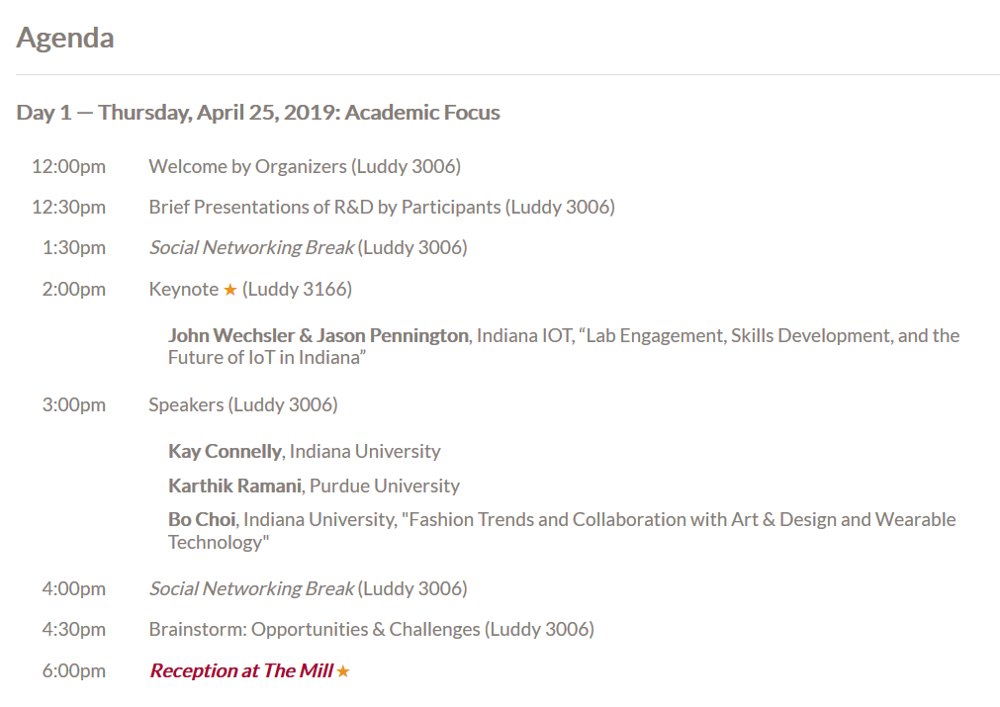 Agenda
Day 1 — Thursday, April 25, 2019: Academic Focus
12:00pm Welcome by Organizers (Luddy 3006)
12:30pm Brief Presentations of R&D by Participants (Luddy 3006)
1:30pm Social Networking Break (Luddy 3006)
2:00pm Keynote ★ (Luddy 3166)
John Wechsler & Jason Pennington, Indiana IOT, “Lab Engagement, Skills Development, and the
Future of IoT in Indiana”
3:00pm Speakers (Luddy 3006)
Kay Connelly, Indiana University
Karthik Ramani, Purdue University
Bo Choi, Indiana University, "Fashion Trends and Collaboration with Art & Design and Wearable
Technology"
4:00pm Social Networking Break (Luddy 3006)
4:30pm Brainstorm: Opportunities & Challenges (Luddy 3006)
6:00pm Reception at The Mill ★